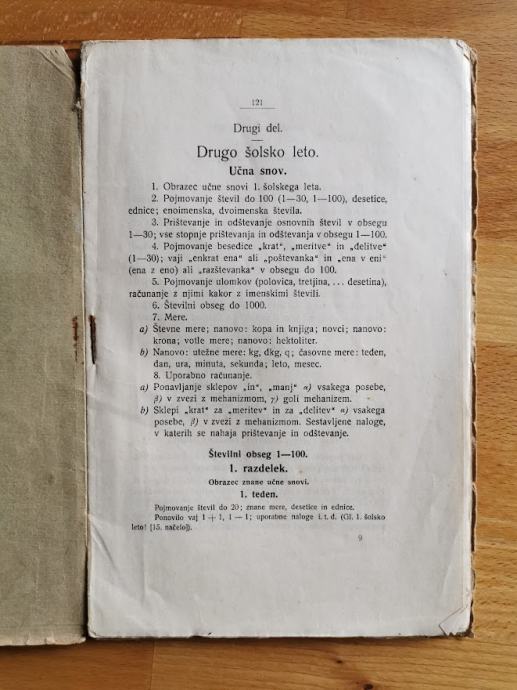 121
Drugi del.
Drugo šolsko leto.
Učna snov.
1. Obrazec učne snovi 1. šolskega leta.
2. Pojmovanje števil do 100 (1—30, 1—100), desetice,
ednice; enoimenska, dvoimenska števila.
3. Prištevanje in odštevanje osnovnih števil v obsegu
1—30; vse stopnje prištevanja in odštevanja v obsegu 1—100.
4. Pojmovanje besedice „krat“, „meritve“ in „delitve“
(1—30); vaji „enkrat ena“ ali „poštevanka“ in „ena v eni“
(ena z eno) ali „razštevanka“ v obsegu do 100.
5. Pojmovanje ulomkov (polovica, tretjina, ... desetina),
računanje z njimi kakor z imenskimi števili.
6. Številni obseg do 1000.
7. Mere.
a) Števne mere; nanovo: kopa in knjiga; novci; nanovo:
krona; votle mere; nanovo: hektoliter.
b) Nanovo: utežne mere: kg, dkg, q; časovne mere: teden,
dan, ura, minuta, sekunda; leto, mesec.
8. Uporabno računanje.
a) Ponavljanje sklepov „in“, „manj“ α) vsakega posebe,
β) v zvezi z mehanizmom, γ) goli mehanizem.
b) Sklepi „krat“ za „meritev“ in za „delitev“ α) vsakega
posebe, β) v zvezi z mehanizmom. Sestavljene naloge,
v katerih se nahaja prištevanje in odštevanje.
Številni obseg 1—100.
1. razdelek.
Obrazec znane učne snovi.
1. teden.
Pojmovanje števil do 20; znane mere, desetice in ednice.
Ponovilo vaj 1 + 1, 1 — 1; uporabne naloge i. t. d. (Gl. 1. šolsko
leto! [15. načelo]).
9